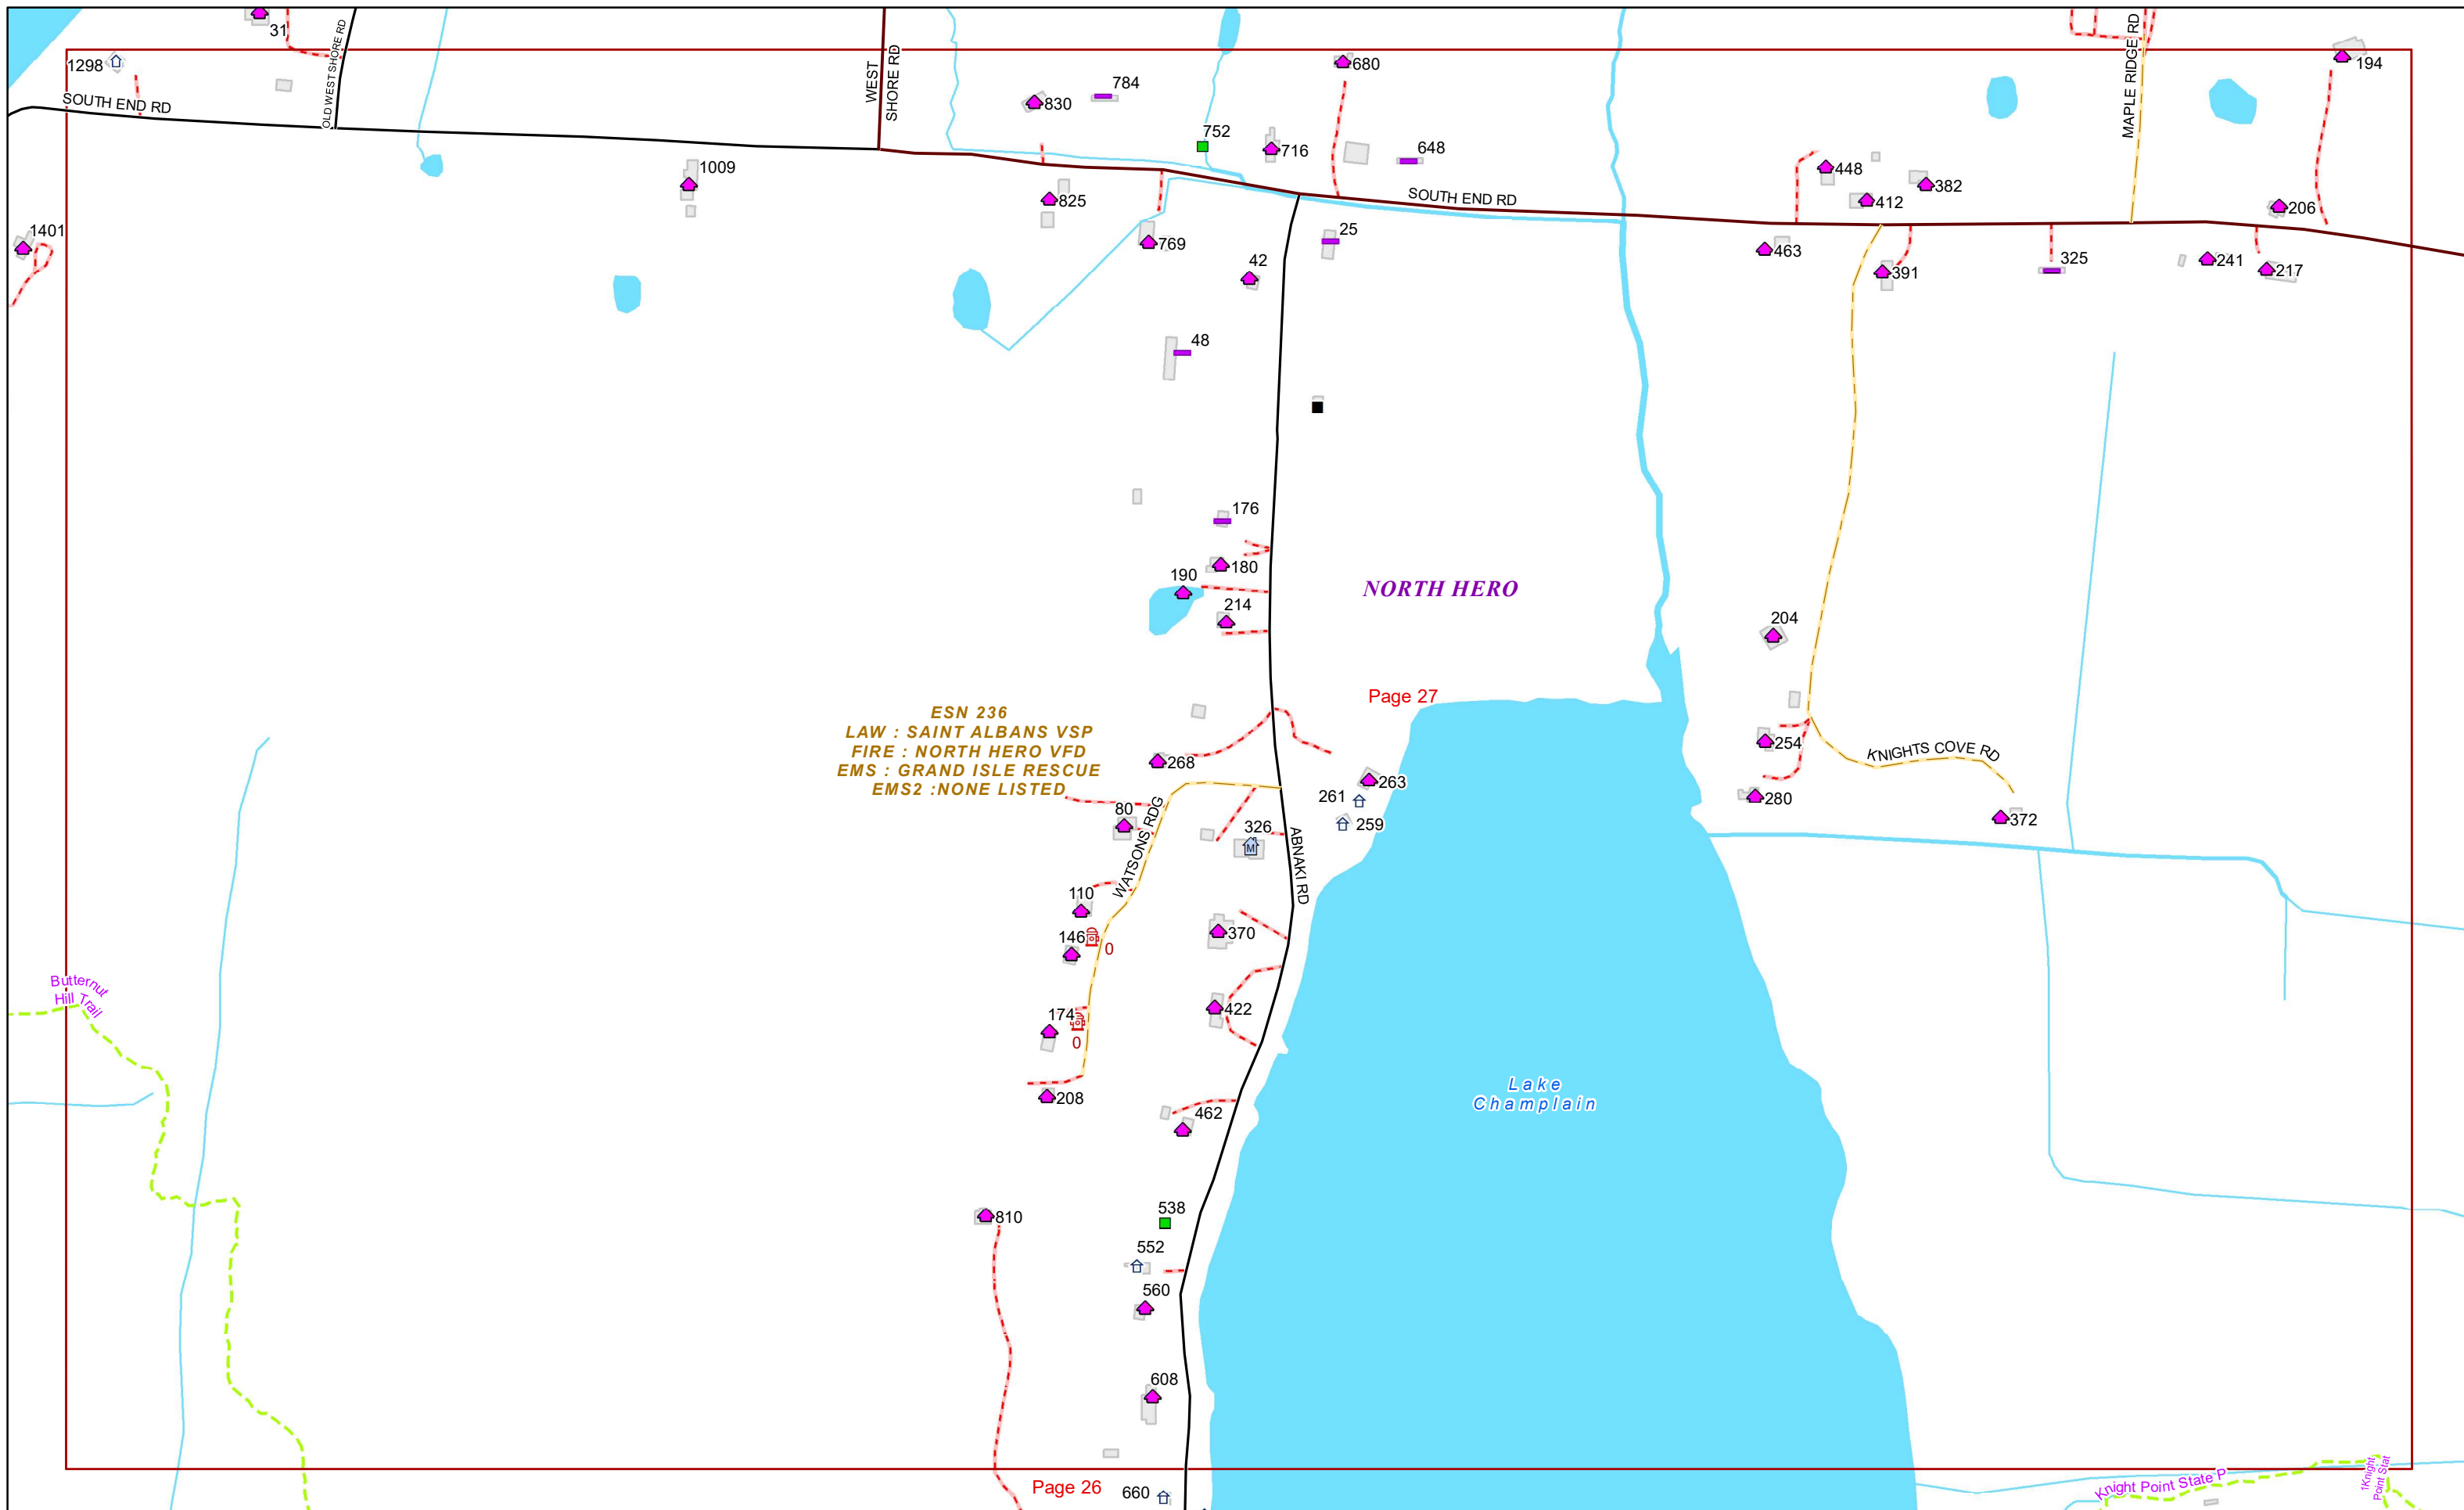 31
1298
OLD WEST SHORE RD
SOUTH END RD
WEST
SHORE RD
680
MAPLE RIDGE RD
194
784
830
752
716
648
1009
448
382
412
825
SOUTH END RD
206
1401
769
25
463
42
391
325
241
217
48
176
180
190
NORTH HERO
214
204
Page 27
ESN 236
LAW : SAINT ALBANS VSP
FIRE : NORTH HERO VFD
EMS : GRAND ISLE RESCUE
EMS2 :NONE LISTED
268
254
KNIGHTS COVE RD
263
261
259
280
372
80
WATSONS RDG
326
M
ABNAKI RD
110
146
0
370
Butternut
Hill Trail
174
0
422
Lake
Champlain
208
462
810
538
552
560
608
Page 26
660
Knight Point State P
1Knight
Point Stat